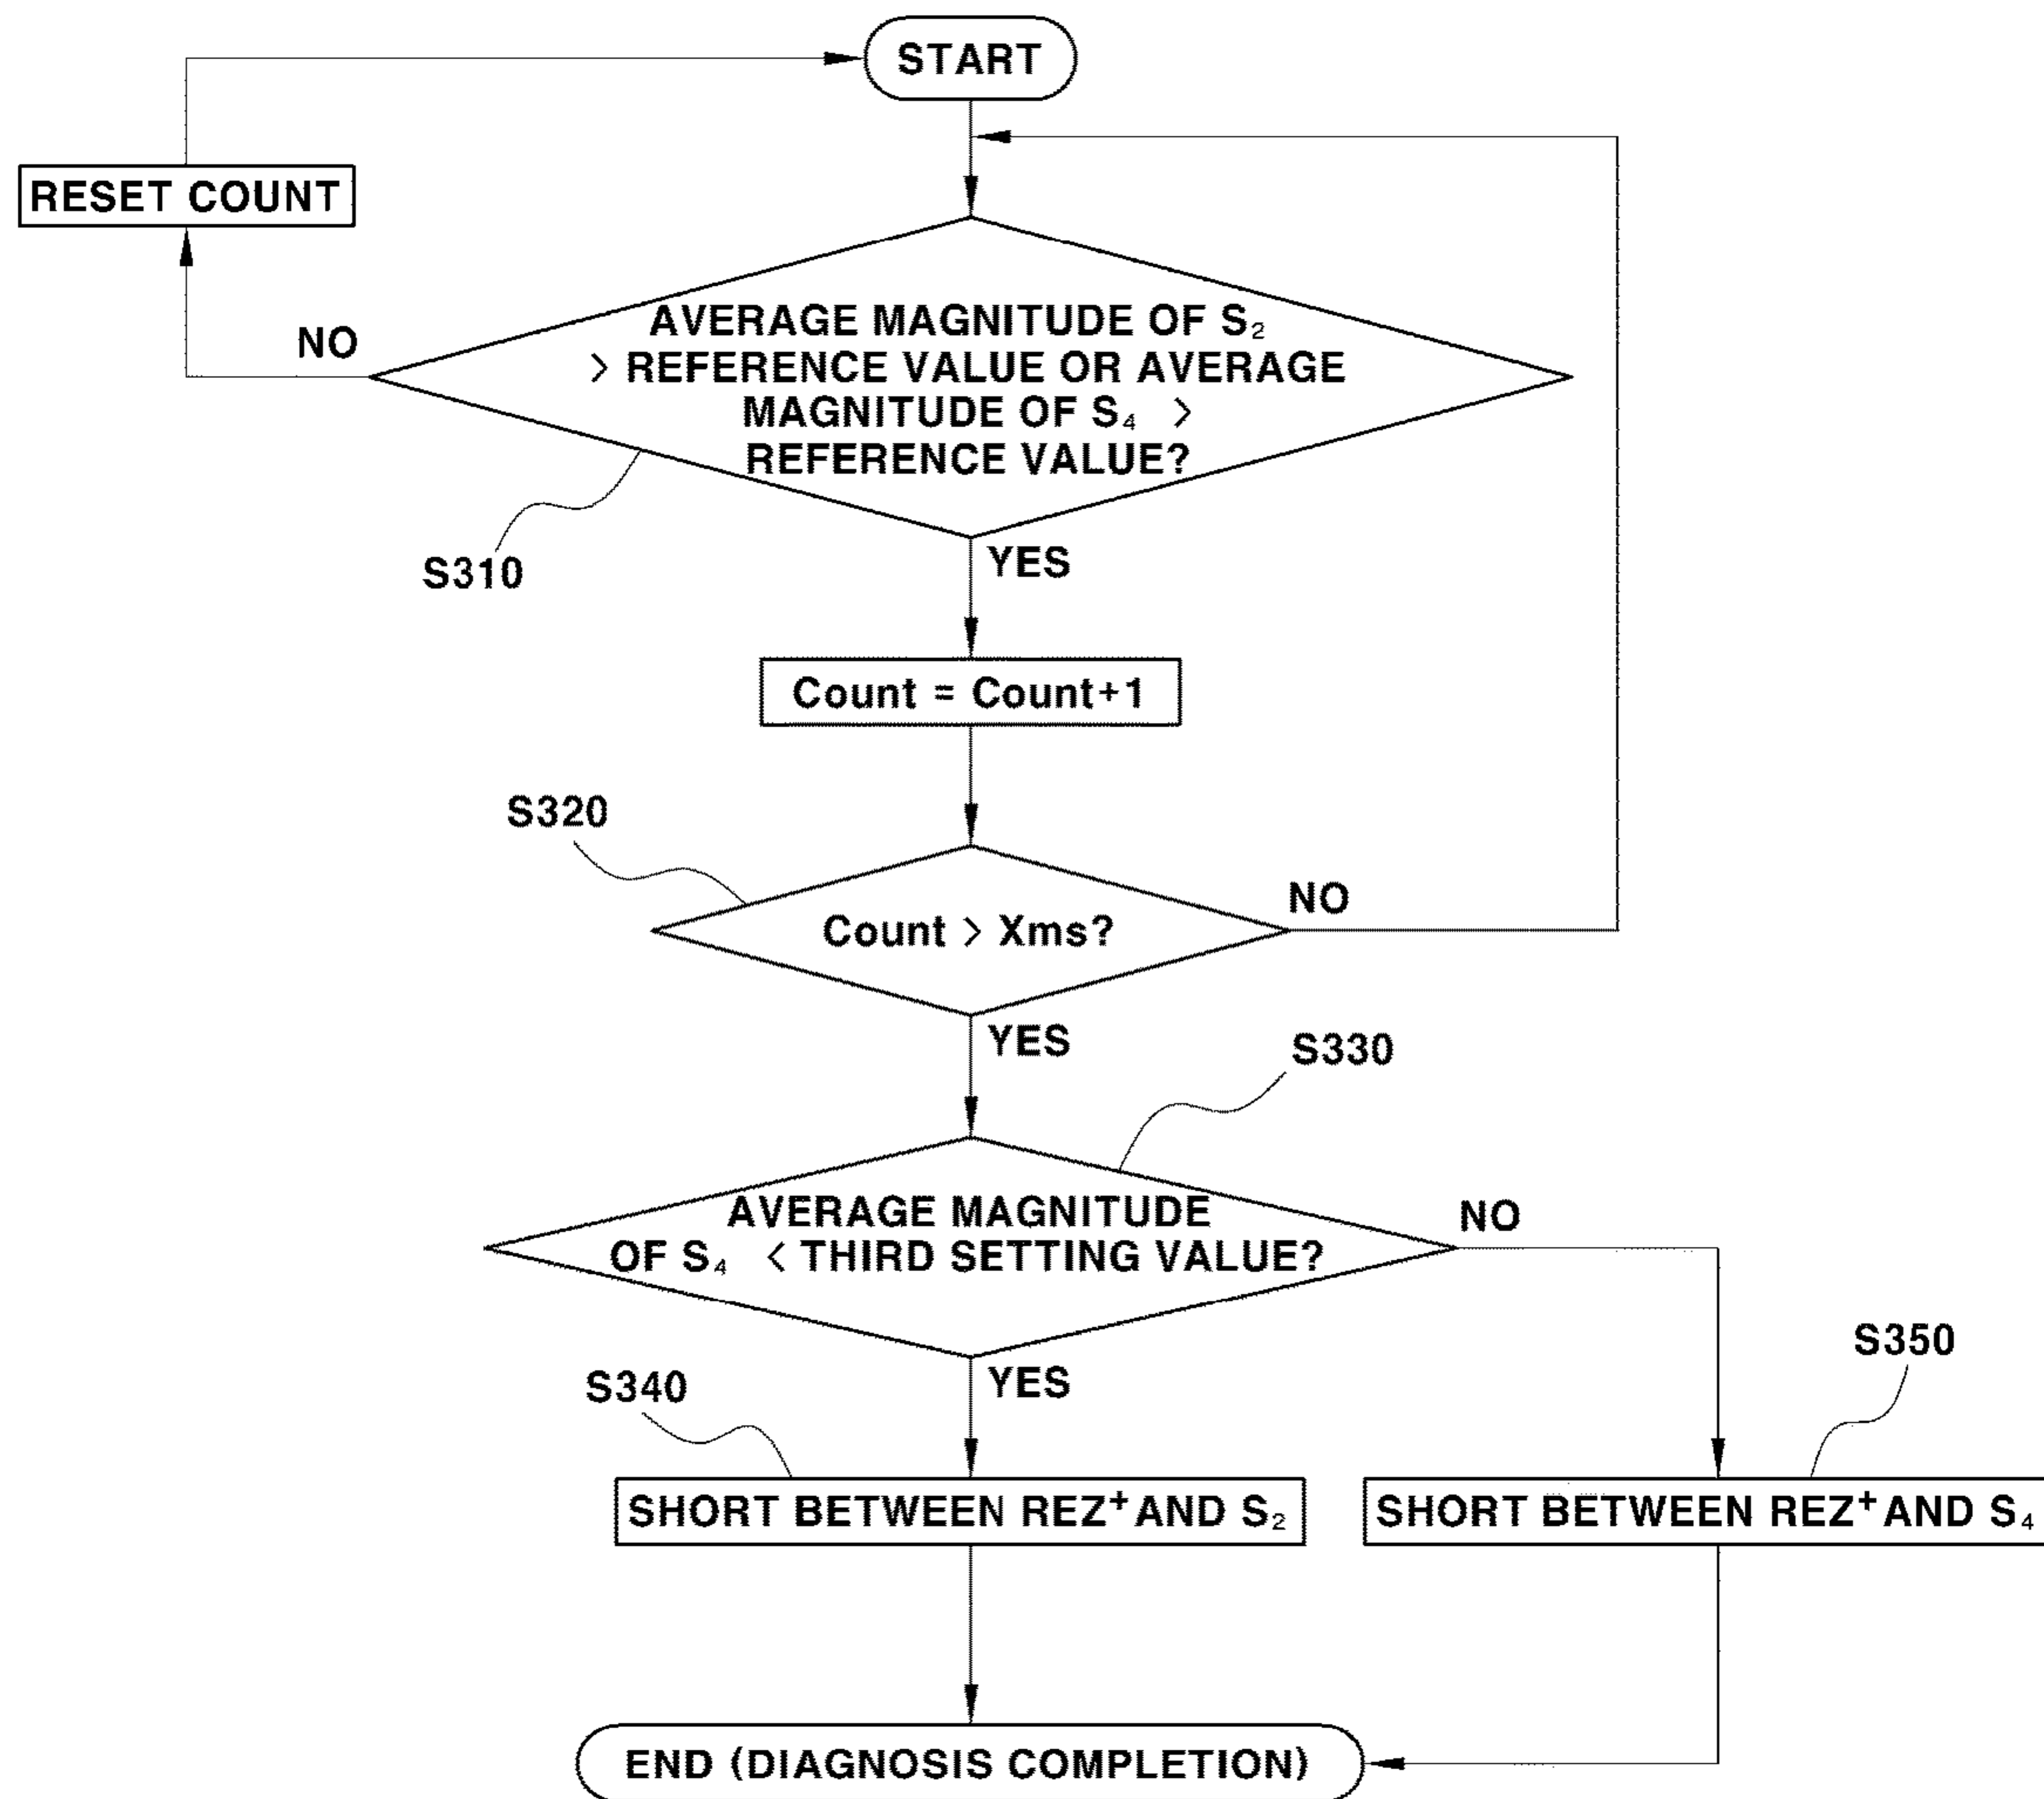 START
RESET COUNT
AVERAGE MAGNITUDE OF S₂
> REFERENCE VALUE OR AVERAGE
MAGNITUDE OF S₄ >
REFERENCE VALUE?
NO
S310
YES
Count = Count+1
S320
Count > Xms?
NO
YES
S330
AVERAGE MAGNITUDE
OF S₄ < THIRD SETTING VALUE?
NO
YES
S340
S350
SHORT BETWEEN REZ⁺ AND S₂
SHORT BETWEEN REZ⁺ AND S₄
END (DIAGNOSIS COMPLETION)